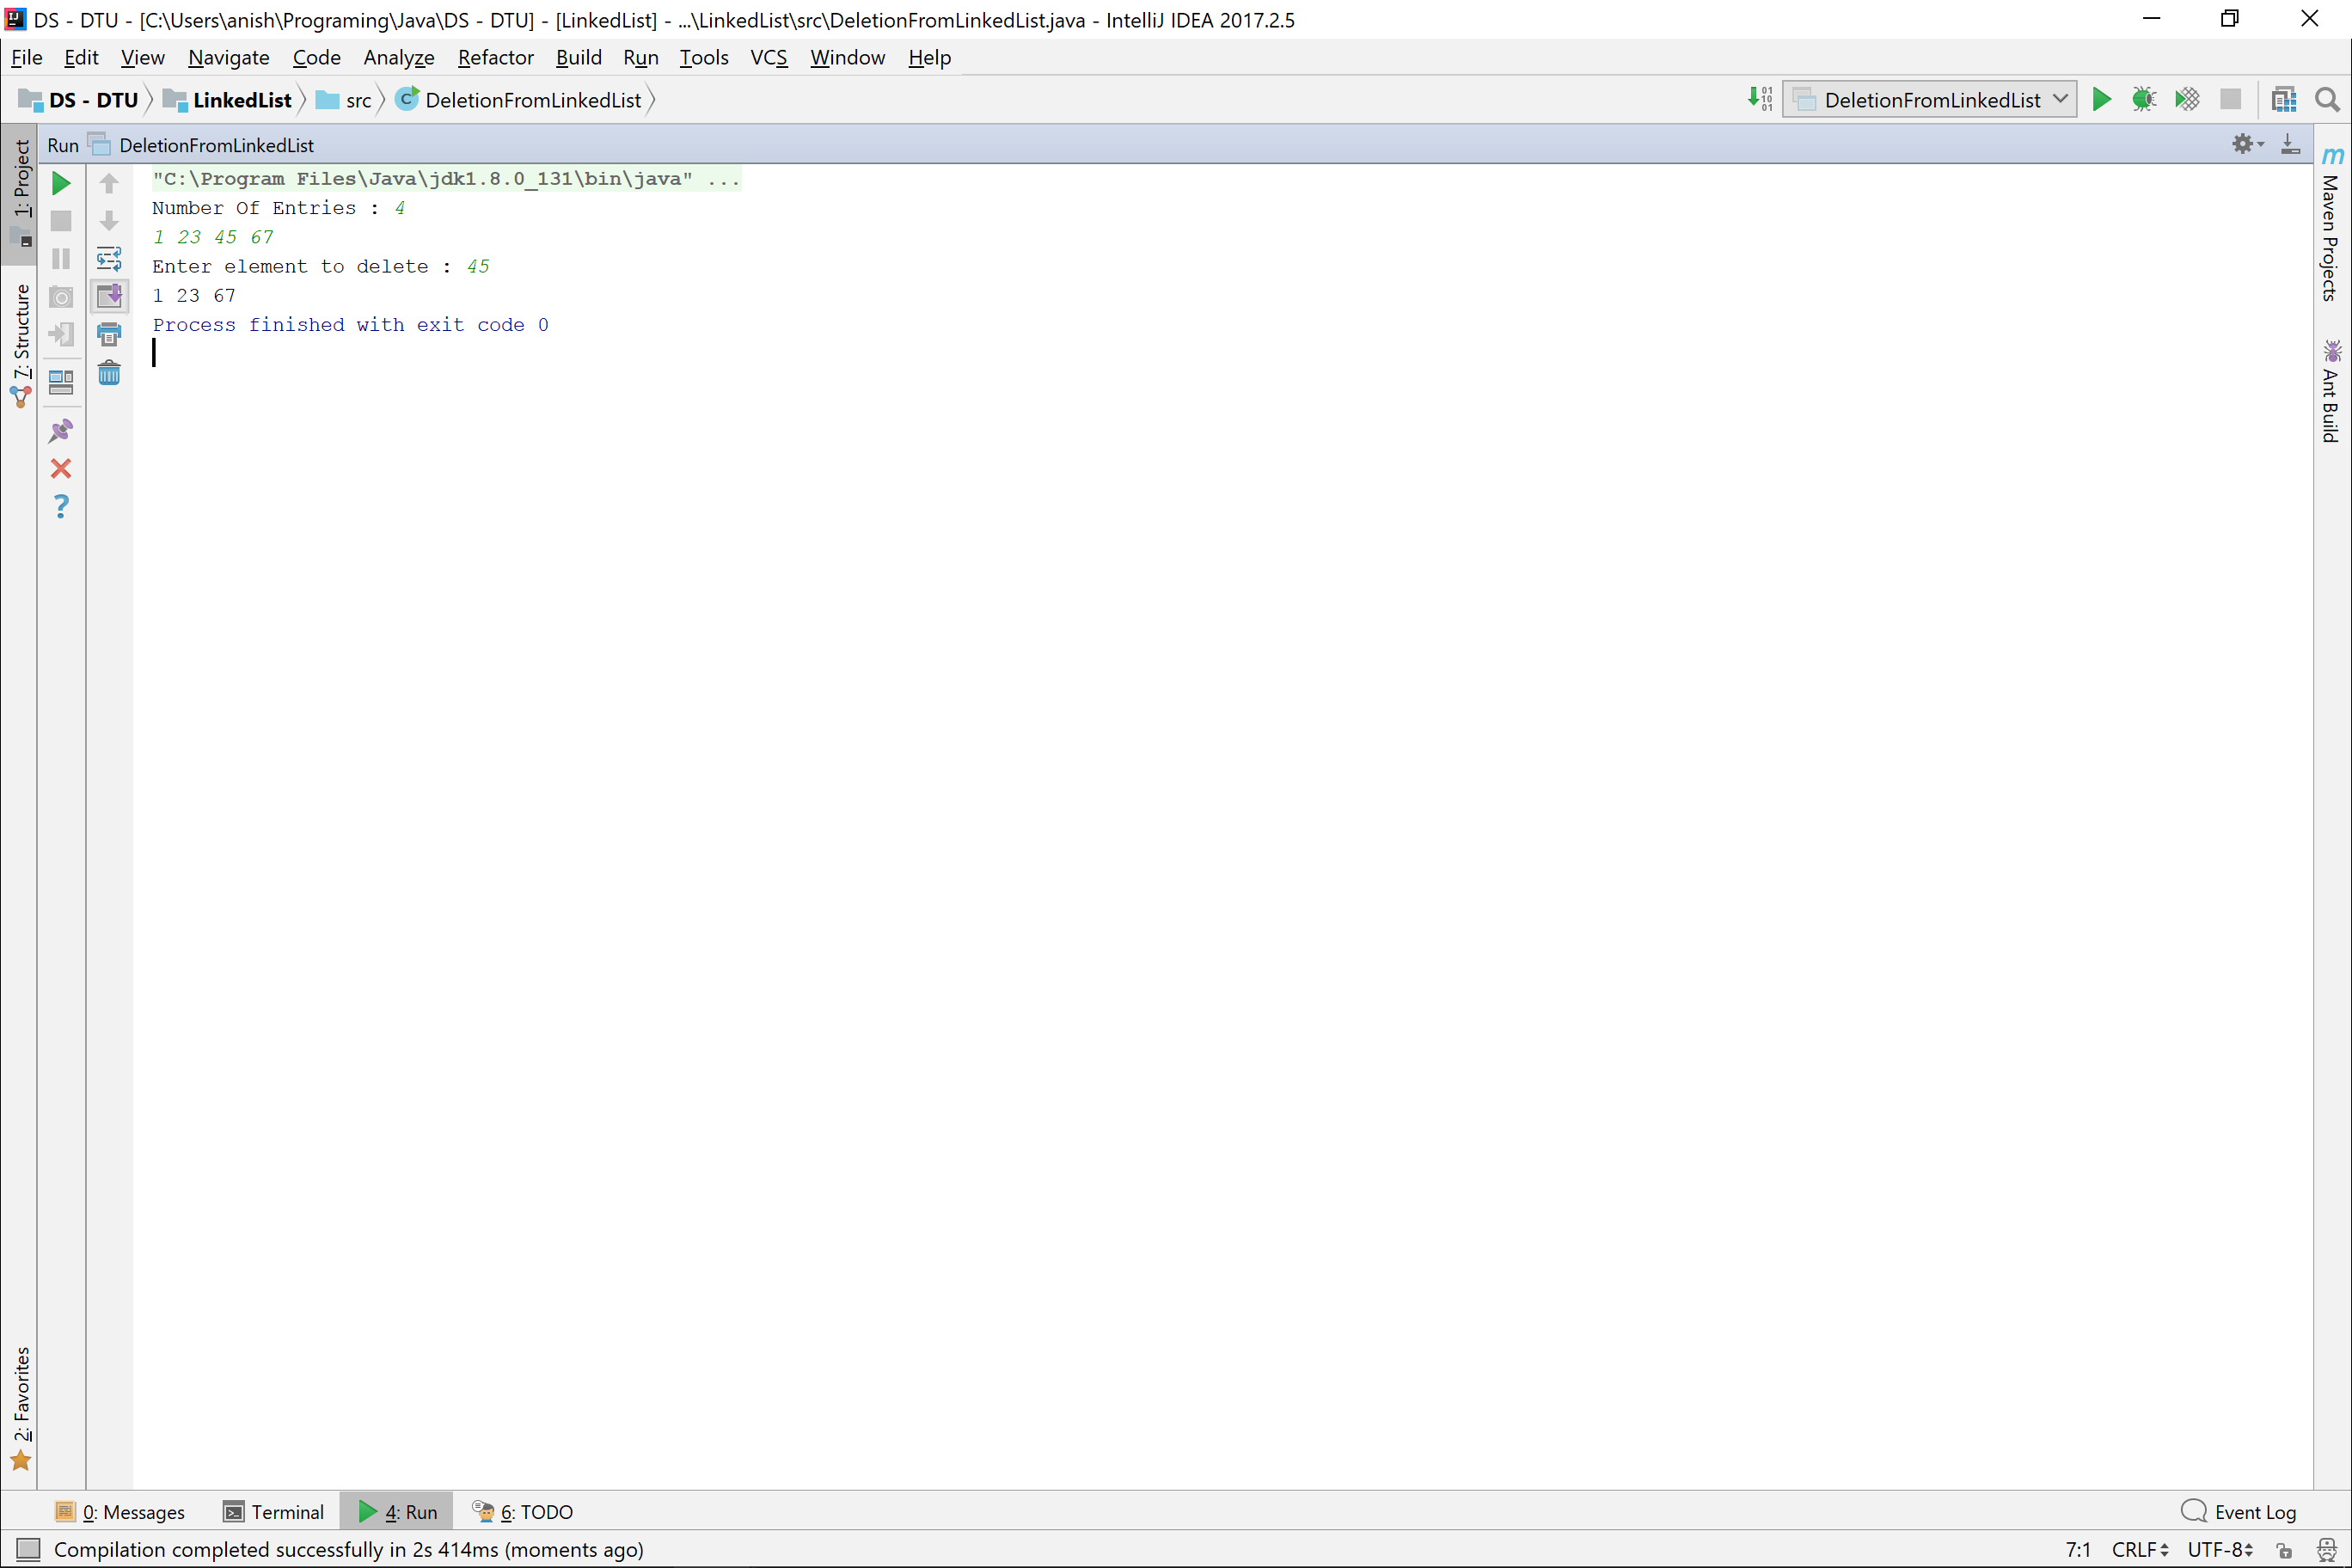 DS - DTU - [C:\Users\anish\Programing\Java\DS - DTU] - [LinkedList] - ...\LinkedList\src\DeletionFromLinkedList.java - IntelliJ IDEA 2017.2.5
File Edit View Navigate Code Analyze Refactor Build Run Tools VCS Window Help
DS - DTU LinkedList src DeletionFromLinkedList DeletionFromLinkedList
Run DeletionFromLinkedList
1: Project
7: Structure
2: Favorites
"C:\Program Files\Java\jdk1.8.0_131\bin\java" ...
Number Of Entries : 4
1 23 45 67
Enter element to delete : 45
1 23 67
Process finished with exit code 0
Maven Projects
Ant Build
0: Messages Terminal 4: Run 6: TODO Event Log
Compilation completed successfully in 2s 414ms (moments ago) 7:1 CRLF UTF-8